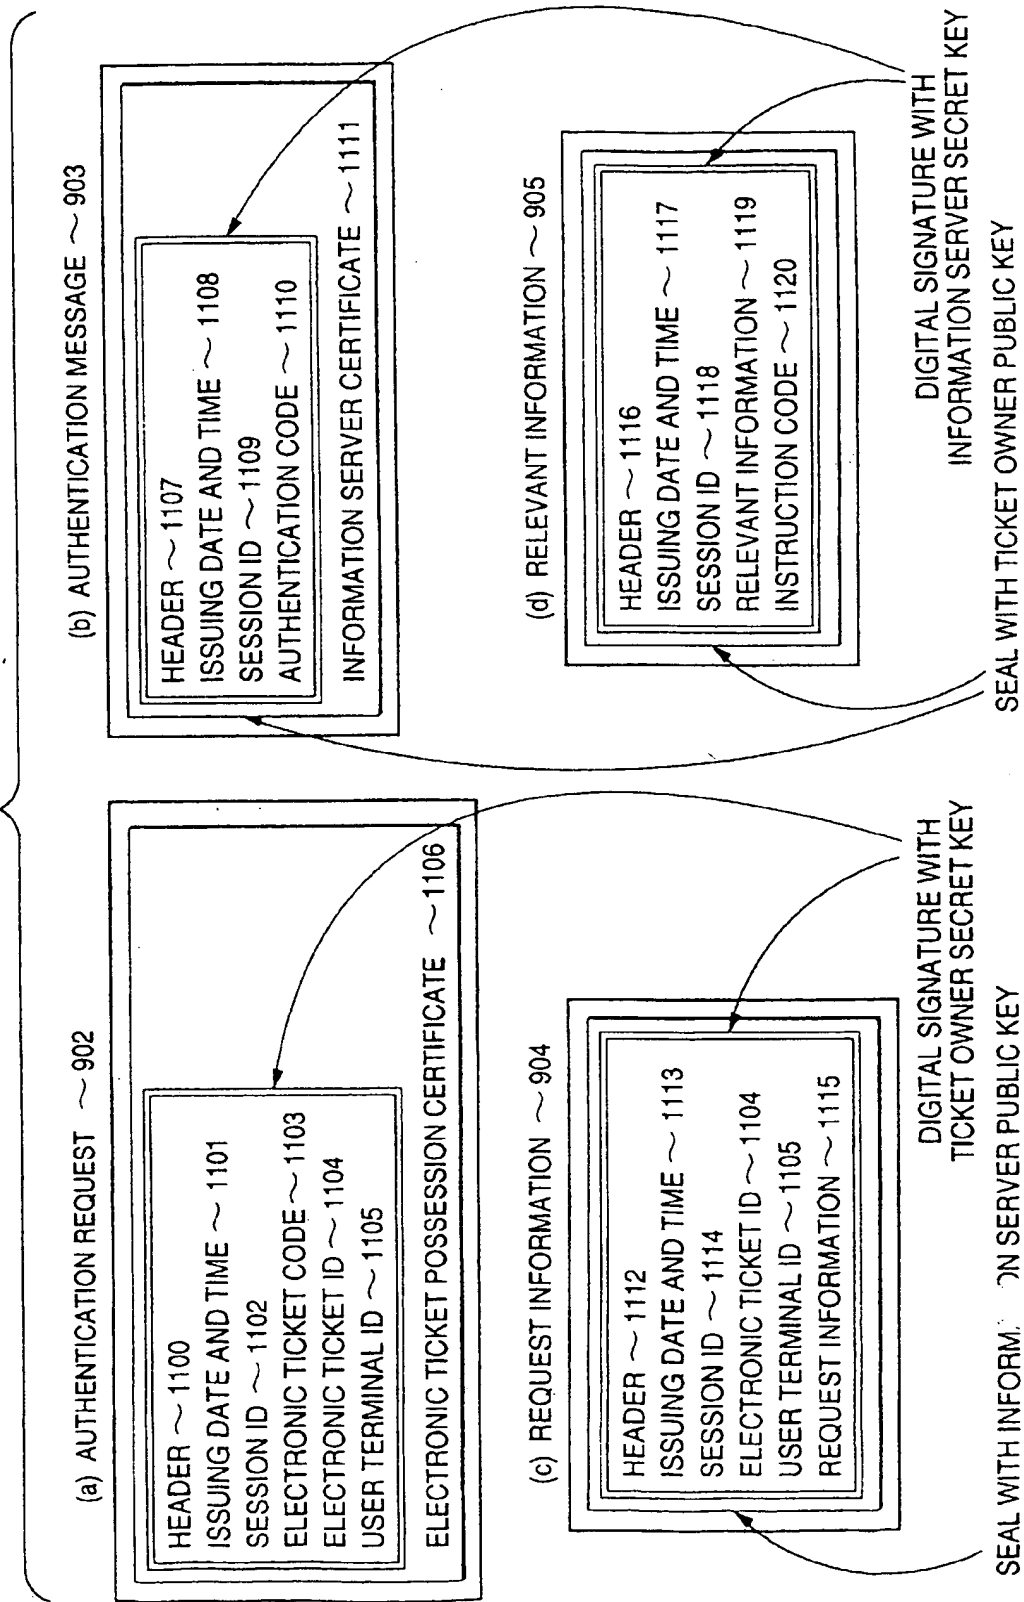 (a) AUTHENTICATION REQUEST ~902
HEADER ~1100
ISSUING DATE AND TIME ~1101
SESSION ID ~1102
ELECTRONIC TICKET CODE ~1103
ELECTRONIC TICKET ID ~1104
USER TERMINAL ID ~1105
ELECTRONIC TICKET POSSESSION CERTIFICATE ~1106
(b) AUTHENTICATION MESSAGE ~903
HEADER ~1107
ISSUING DATE AND TIME ~1108
SESSION ID ~1109
AUTHENTICATION CODE ~1110
INFORMATION SERVER CERTIFICATE ~1111
(c) REQUEST INFORMATION ~904
HEADER ~1112
ISSUING DATE AND TIME ~1113
SESSION ID ~1114
ELECTRONIC TICKET ID ~1104
USER TERMINAL ID ~1105
REQUEST INFORMATION ~1115
(d) RELEVANT INFORMATION ~905
HEADER ~1116
ISSUING DATE AND TIME ~1117
SESSION ID ~1118
RELEVANT INFORMATION ~1119
INSTRUCTION CODE ~1120
DIGITAL SIGNATURE WITH
TICKET OWNER SECRET KEY
SEAL WITH INFORM ON SERVER PUBLIC KEY
DIGITAL SIGNATURE WITH
INFORMATION SERVER SECRET KEY
SEAL WITH TICKET OWNER PUBLIC KEY